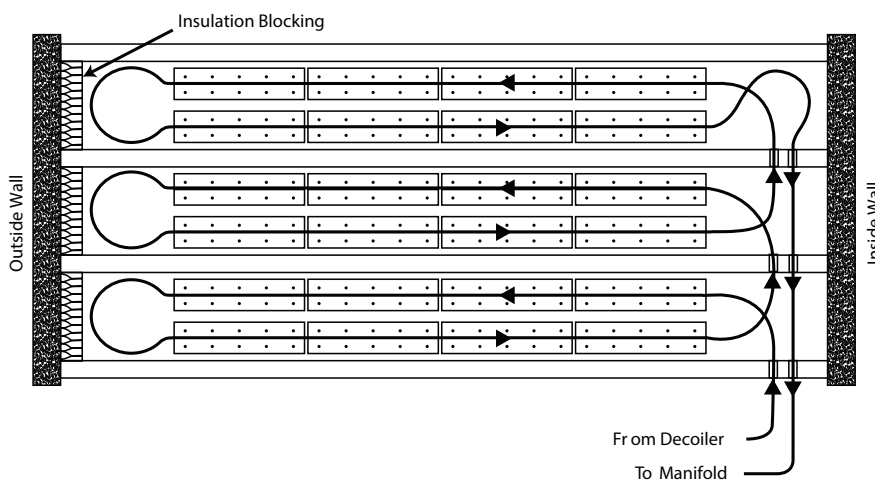 Insulation Blocking
Outside Wall
Inside Wall
Fr om Decoiler
To Manifold